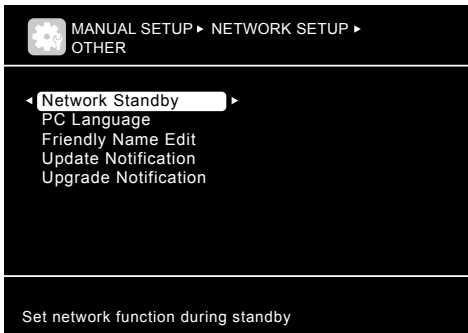 MANUAL SETUP ▸ NETWORK SETUP ▸
OTHER
◂ Network Standby ▸
PC Language
Friendly Name Edit
Update Notification
Upgrade Notification
Set network function during standby